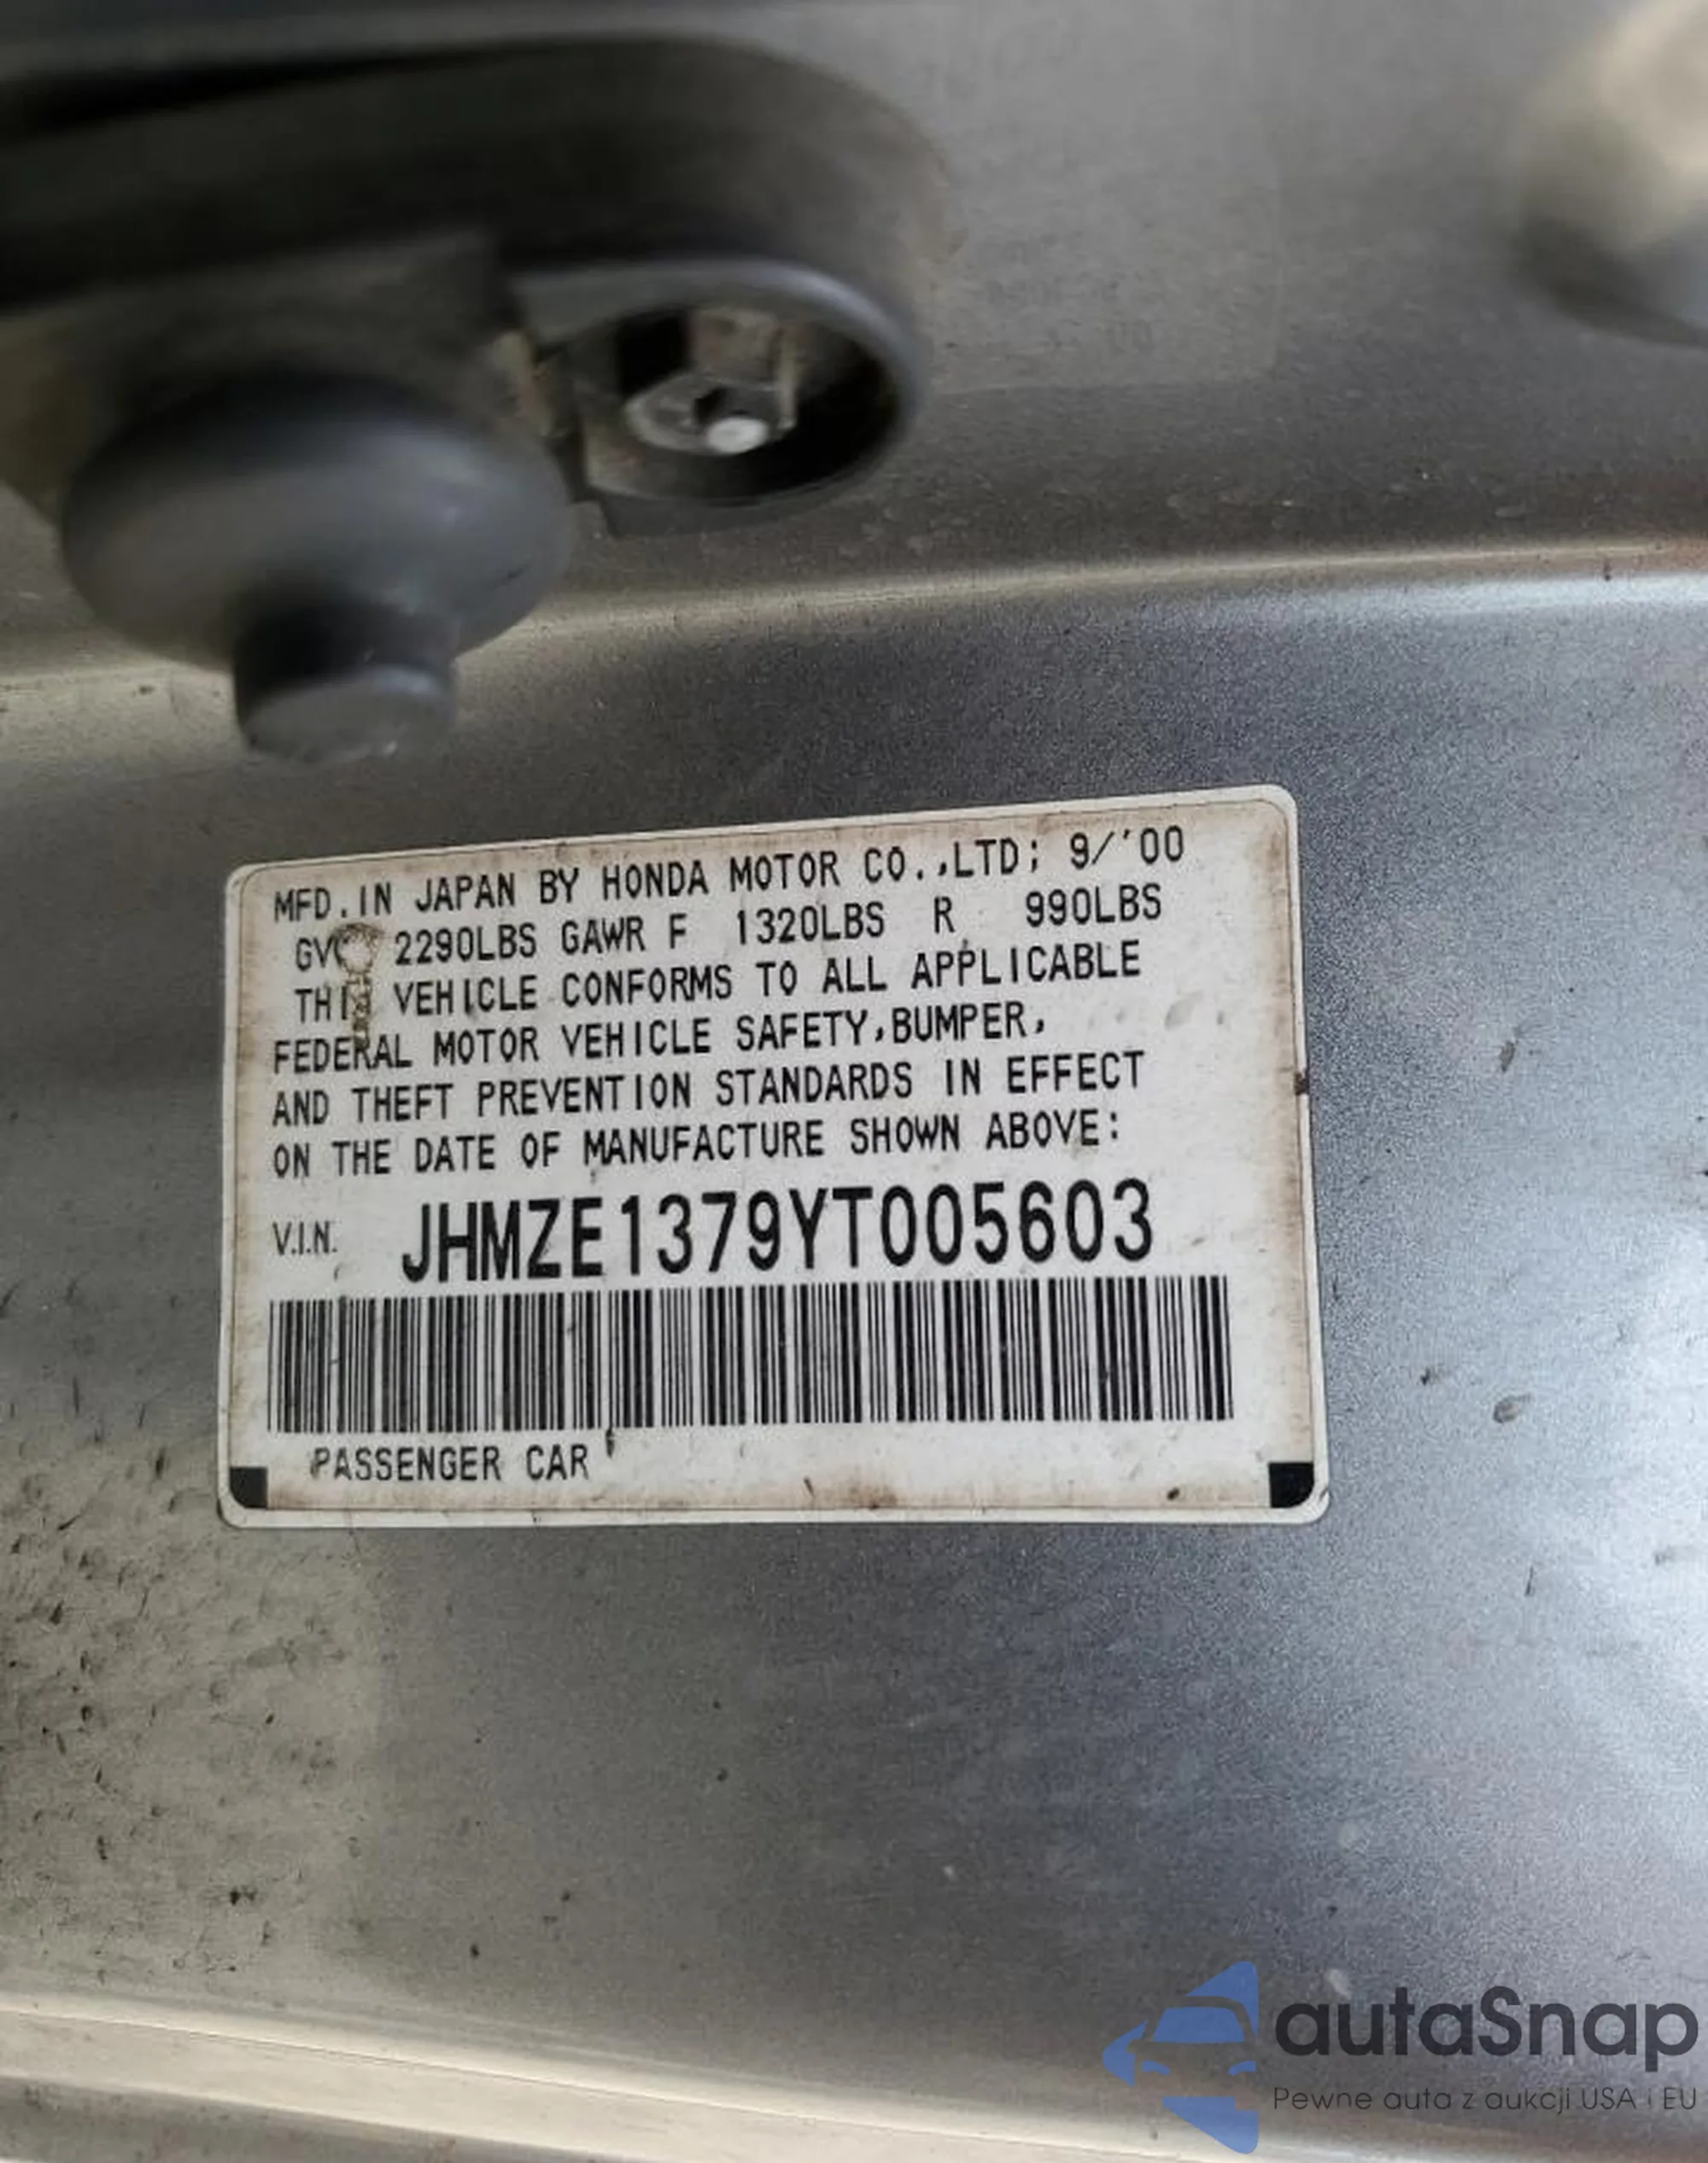 MFD. IN JAPAN BY HONDA MOTOR CO., LTD; 9/'00
2290LBS GAWR F 1320LBS R 990LBS
VEHICLE CONFORMS TO ALL APPLICABLE
FEDERAL MOTOR VEHICLE SAFETY, BUMPER,
AND THEFT PREVENTION STANDARDS IN EFFECT
ON THE DATE OF MANUFACTURE SHOWN ABOVE:
V.I.N. JHMZE1379YT005603
PASSENGER CAR
autaSnap
Pewne auta z aukcji USA i EU